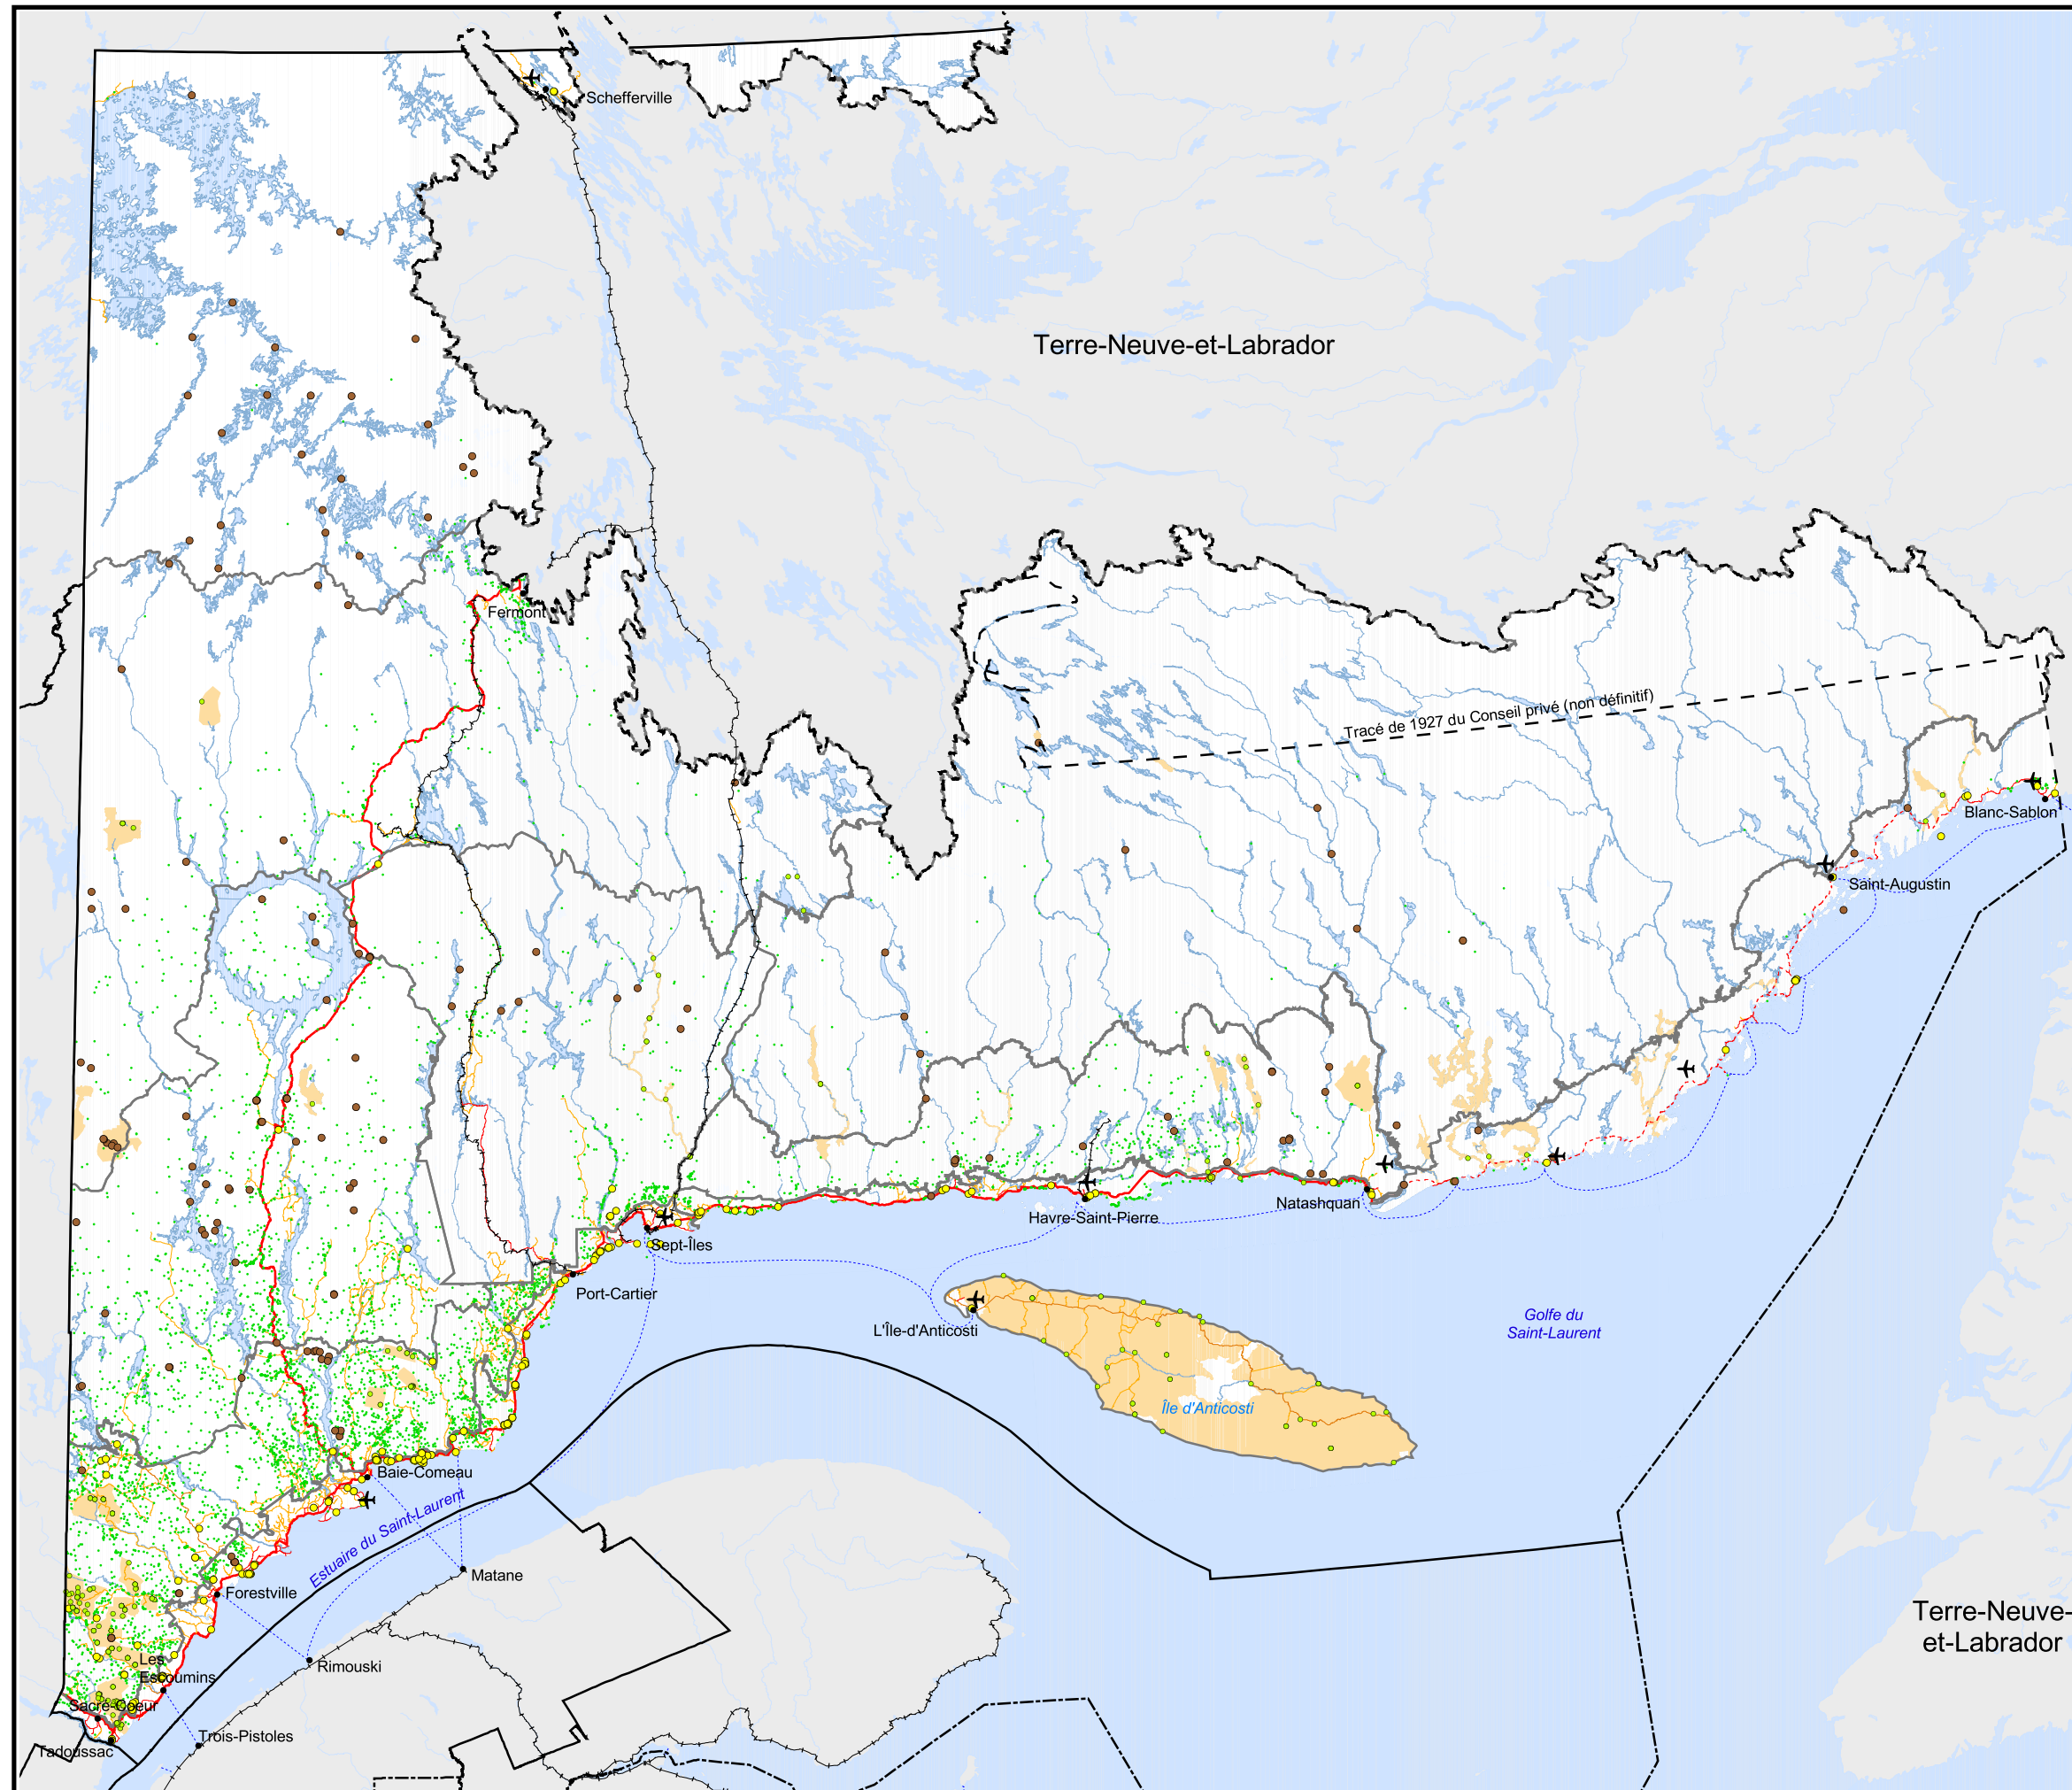 Schefferville
Terre-Neuve-et-Labrador
Fermont
Tracé de 1927 du Conseil privé (non définitif)
Blanc-Sablon
Saint-Augustin
Natashquan
Havre-Saint-Pierre
Sept-Îles
Port-Cartier
L'Île-d'Anticosti
Golfe du
Saint-Laurent
Île d'Anticosti
Baie-Comeau
Estuaire du Saint-Laurent
Matane
Forestville
Terre-Neuve-
et-Labrador
Les
Escoumins
Rimouski
Sacré-Coeur
Trois-Pistoles
Tadoussac